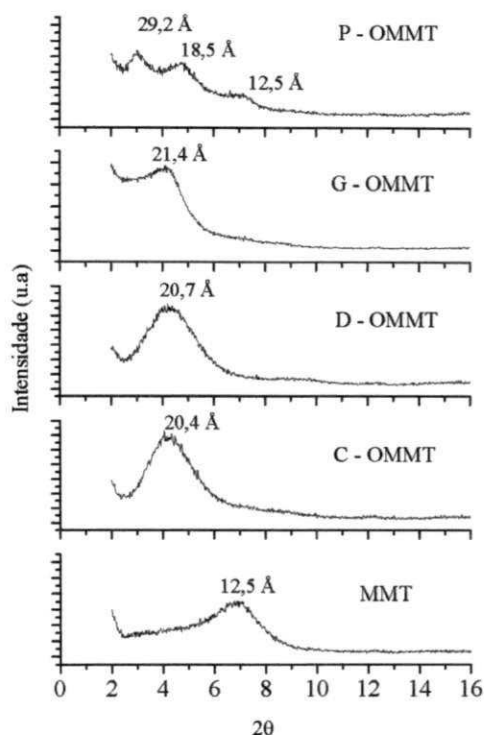 P - OMMT
29,2 Å
18,5 Å
12,5 Å
G - OMMT
21,4 Å
D - OMMT
20,7 Å
C - OMMT
20,4 Å
MMT
12,5 Å
Intensidade (u.a)
0 2 4 6 8 10 12 14 16
2θ